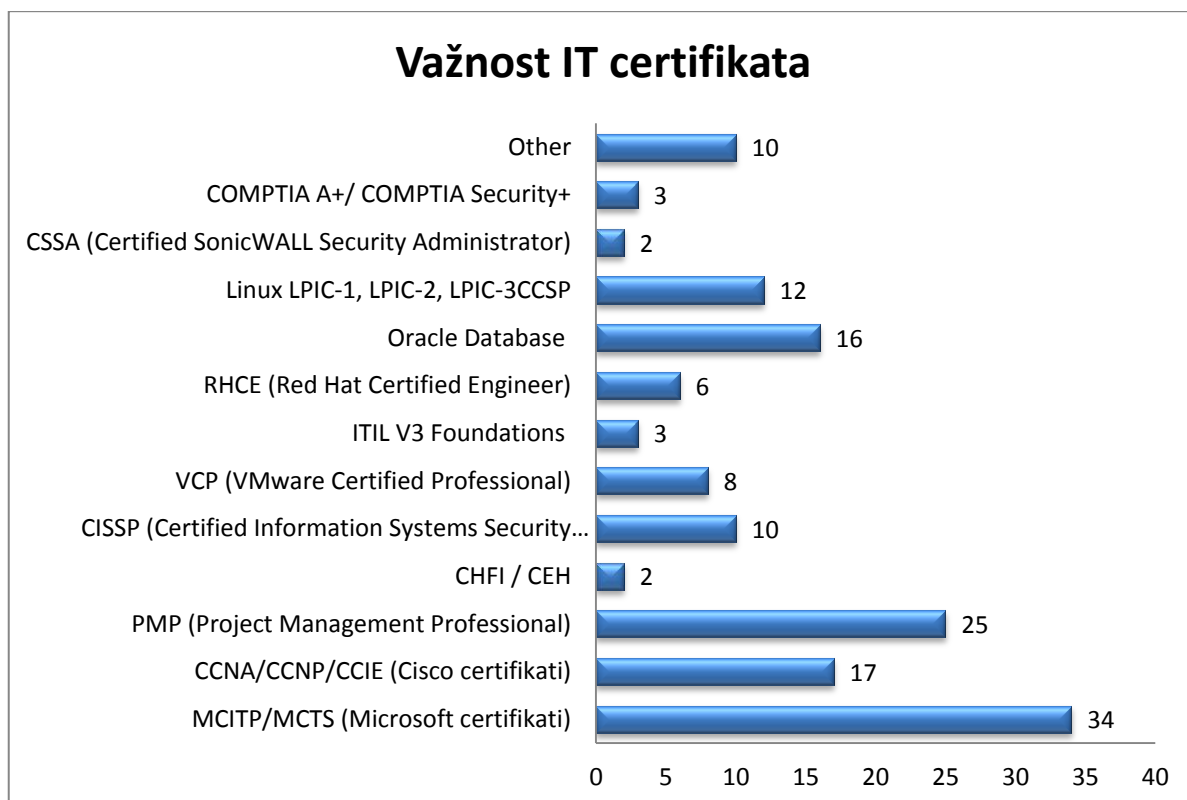 Važnost IT certifikata
Other 10
COMPTIA A+/ COMPTIA Security+ 3
CSSA (Certified SonicWALL Security Administrator) 2
Linux LPIC-1, LPIC-2, LPIC-3CCSP 12
Oracle Database 16
RHCE (Red Hat Certified Engineer) 6
ITIL V3 Foundations 3
VCP (VMware Certified Professional) 8
CISSP (Certified Information Systems Security... 10
CHFI / CEH 2
PMP (Project Management Professional) 25
CCNA/CCNP/CCIE (Cisco certifikati) 17
MCITP/MCTS (Microsoft certifikati) 34
0 5 10 15 20 25 30 35 40